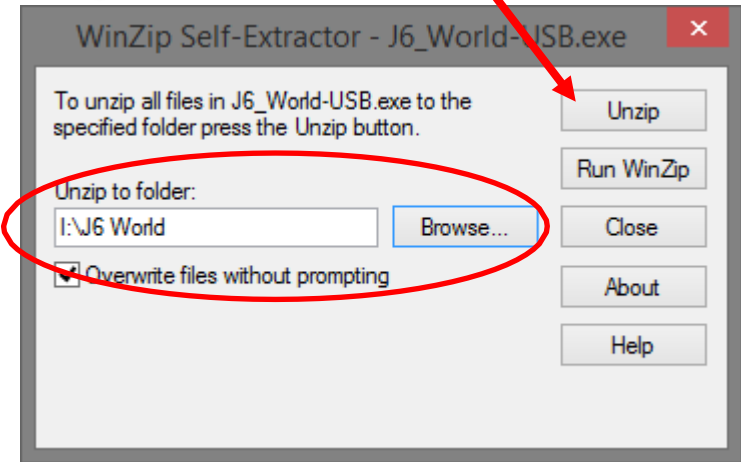 WinZip Self-Extractor - J6_World-USB.exe
To unzip all files in J6_World-USB.exe to the
specified folder press the Unzip button.
Unzip
Run WinZip
Unzip to folder:
I:\J6 World
Browse...
Close
Overwrite files without prompting
About
Help